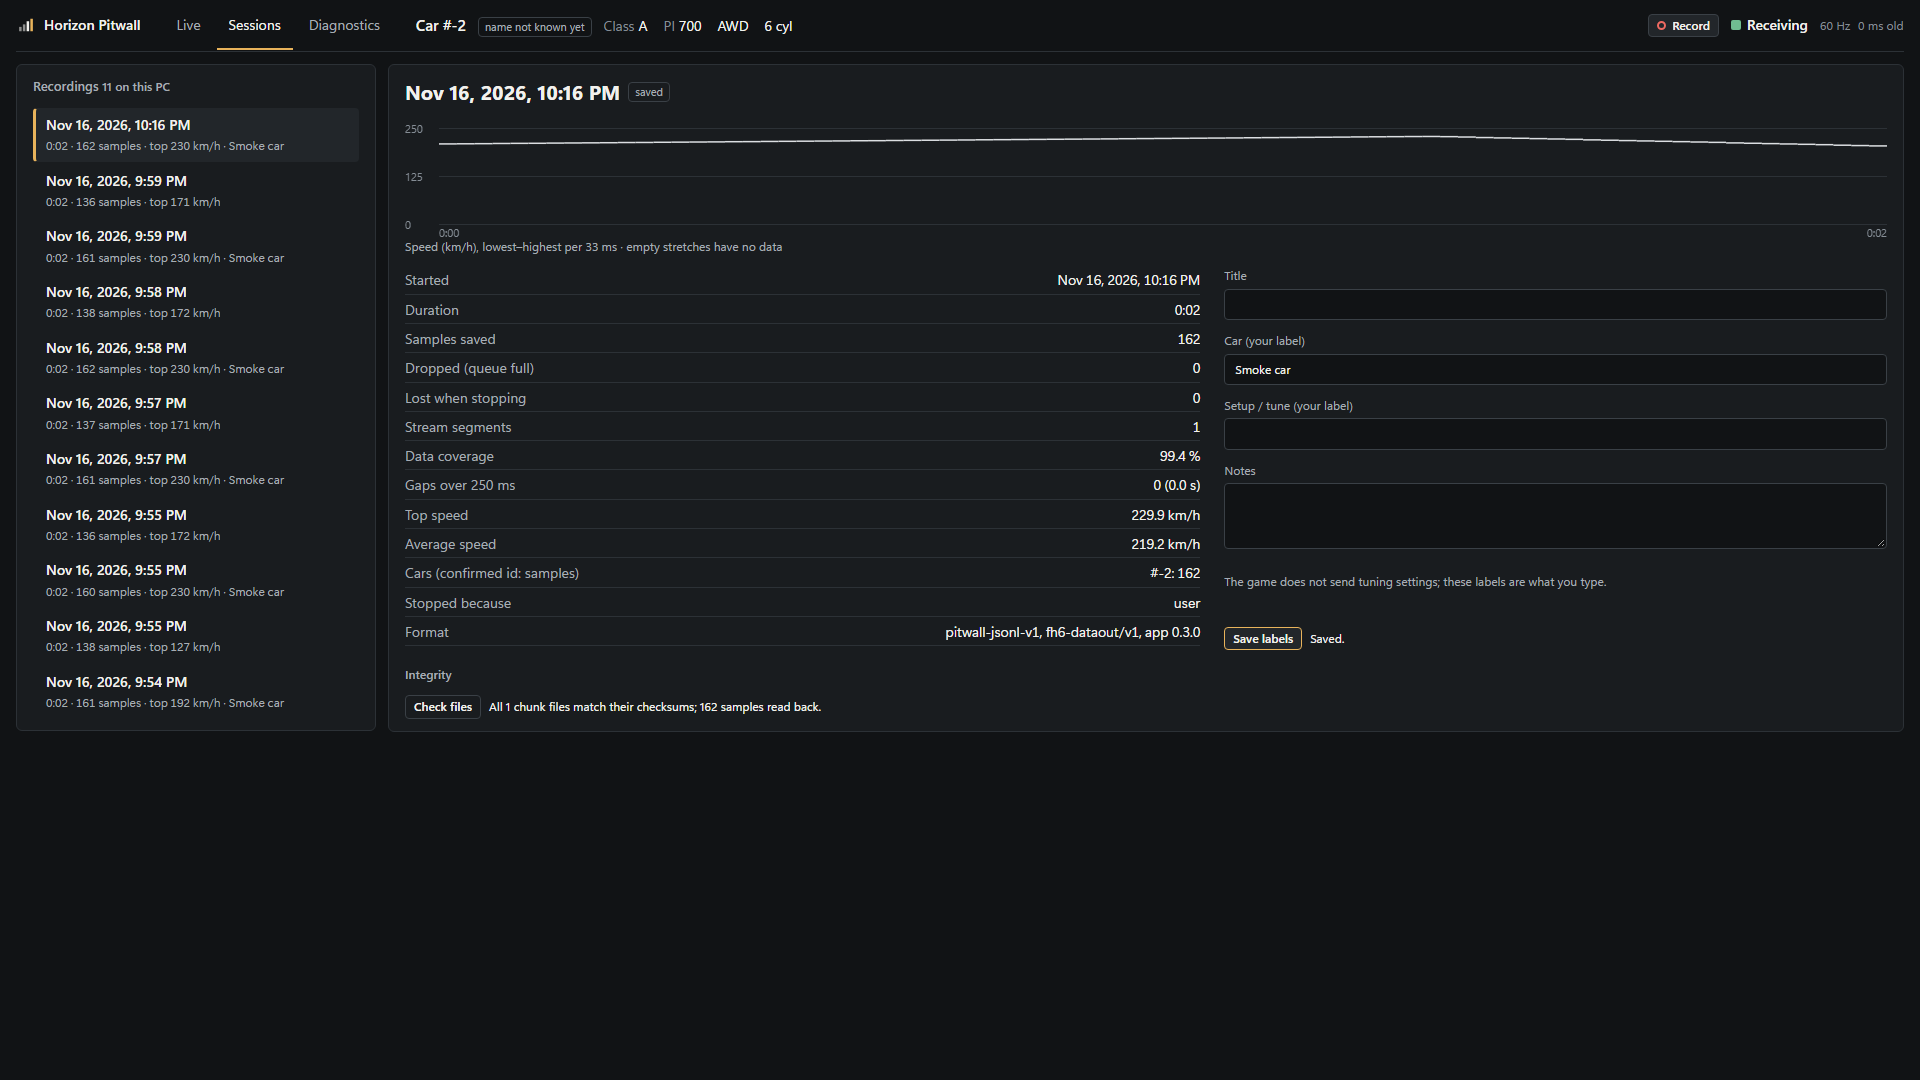 Horizon Pitwall
Live
Sessions
Diagnostics
Car #-2
name not known yet
Class A
PI 700
AWD
6 cyl
Record
Receiving
60 Hz
0 ms old
Recordings 11 on this PC
Nov 16, 2026, 10:16 PM
0:02 · 162 samples · top 230 km/h · Smoke car
Nov 16, 2026, 9:59 PM
0:02 · 136 samples · top 171 km/h
Nov 16, 2026, 9:59 PM
0:02 · 161 samples · top 230 km/h · Smoke car
Nov 16, 2026, 9:58 PM
0:02 · 138 samples · top 172 km/h
Nov 16, 2026, 9:58 PM
0:02 · 162 samples · top 230 km/h · Smoke car
Nov 16, 2026, 9:57 PM
0:02 · 137 samples · top 171 km/h
Nov 16, 2026, 9:57 PM
0:02 · 161 samples · top 230 km/h · Smoke car
Nov 16, 2026, 9:55 PM
0:02 · 136 samples · top 172 km/h
Nov 16, 2026, 9:55 PM
0:02 · 160 samples · top 230 km/h · Smoke car
Nov 16, 2026, 9:55 PM
0:02 · 138 samples · top 127 km/h
Nov 16, 2026, 9:54 PM
0:02 · 161 samples · top 192 km/h · Smoke car
Nov 16, 2026, 10:16 PM
saved
250
125
0
0:00
0:02
Speed (km/h), lowest–highest per 33 ms · empty stretches have no data
Started Nov 16, 2026, 10:16 PM
Duration 0:02
Samples saved 162
Dropped (queue full) 0
Lost when stopping 0
Stream segments 1
Data coverage 99.4 %
Gaps over 250 ms 0 (0.0 s)
Top speed 229.9 km/h
Average speed 219.2 km/h
Cars (confirmed id: samples) #-2: 162
Stopped because user
Format pitwall-jsonl-v1, fh6-dataout/v1, app 0.3.0
Integrity
Check files
All 1 chunk files match their checksums; 162 samples read back.
Title
Car (your label)
Smoke car
Setup / tune (your label)
Notes
The game does not send tuning settings; these labels are what you type.
Save labels
Saved.